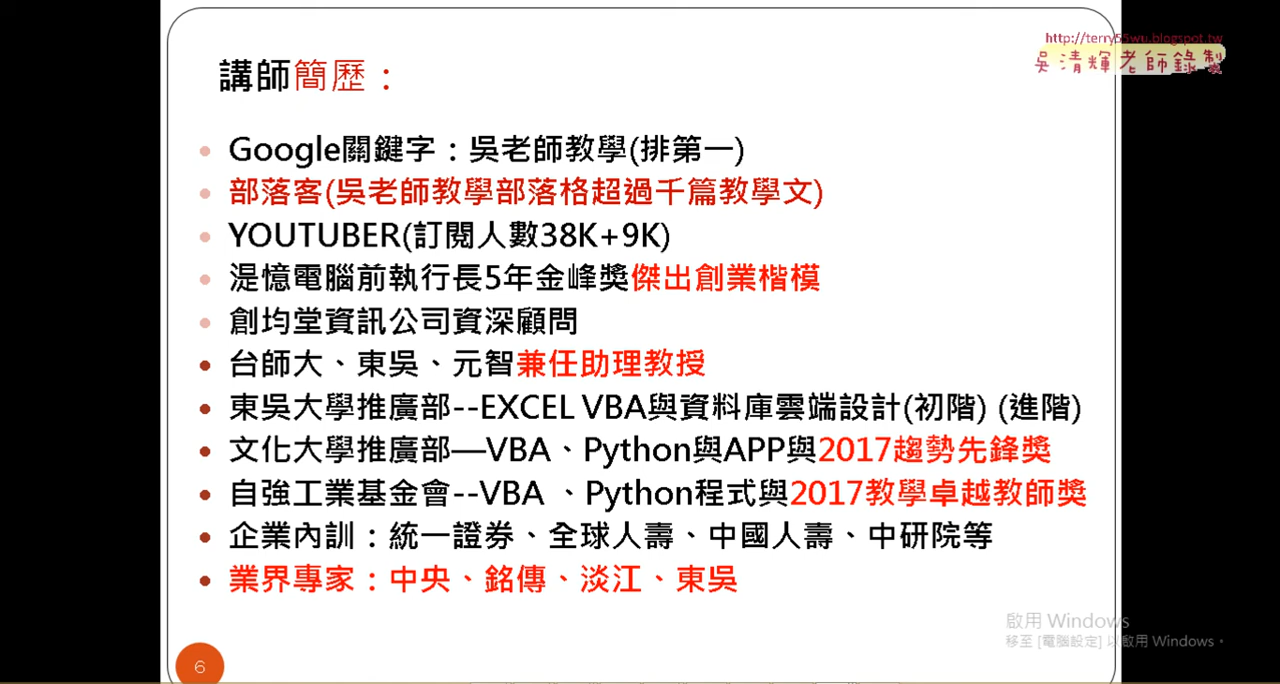 http://terry55wu.blogspot.tw
吳清輝老師錄製
講師簡歷：
Google關鍵字：吳老師教學(排第一)
部落客(吳老師教學部落格超過千篇教學文)
YOUTUBER(訂閱人數38K+9K)
湜憶電腦前執行長5年金峰獎傑出創業楷模
創均堂資訊公司資深顧問
台師大、東吳、元智兼任助理教授
東吳大學推廣部--EXCEL VBA與資料庫雲端設計(初階) (進階)
文化大學推廣部—VBA、Python與APP與2017趨勢先鋒獎
自強工業基金會--VBA 、Python程式與2017教學卓越教師獎
企業內訓：統一證券、全球人壽、中國人壽、中研院等
業界專家：中央、銘傳、淡江、東吳
啟用 Windows
移至 [電腦設定] 以啟用 Windows。
6